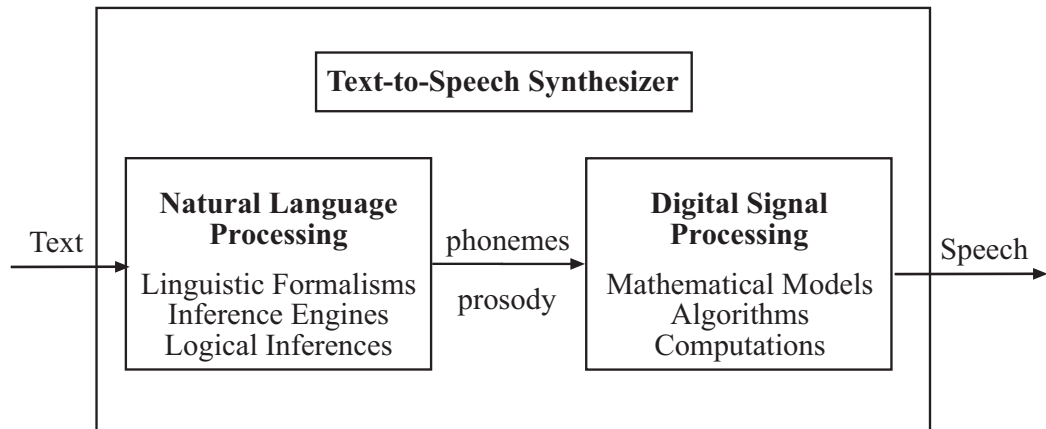 Text-to-Speech Synthesizer
Text
Natural Language
Processing
Linguistic Formalisms
Inference Engines
Logical Inferences
phonemes
prosody
Digital Signal
Processing
Mathematical Models
Algorithms
Computations
Speech